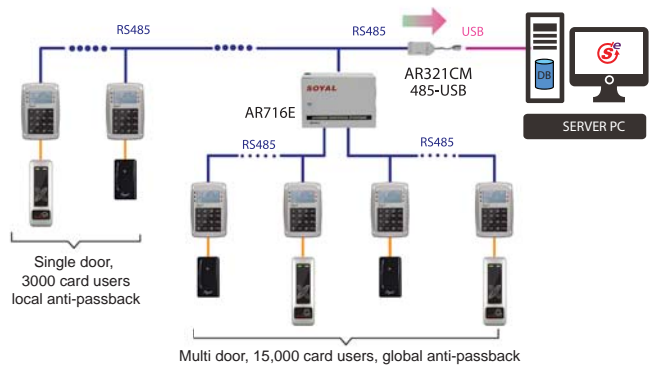 RS485
RS485
USB
AR321CM
485-USB
SOYAL
AR716E
DB
e
SERVER PC
RS485
RS485
Single door,
3000 card users
local anti-passback
Multi door, 15,000 card users, global anti-passback